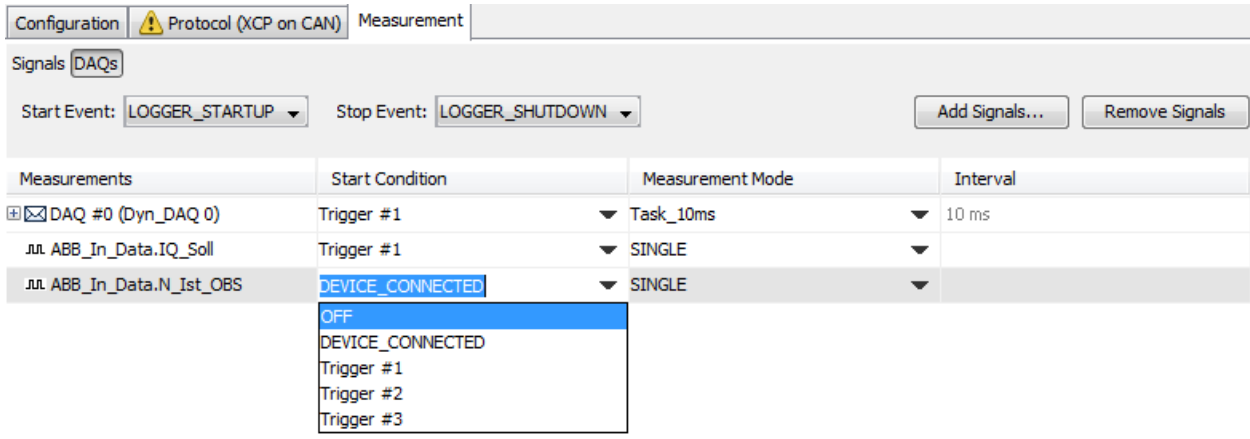 Configuration Protocol (XCP on CAN) Measurement
Signals DAQs
Start Event: LOGGER_STARTUP Stop Event: LOGGER_SHUTDOWN Add Signals... Remove Signals
Measurements Start Condition Measurement Mode Interval
DAQ #0 (Dyn_DAQ 0) Trigger #1 Task_10ms 10 ms
ABB_In_Data.IQ_Soll Trigger #1 SINGLE
ABB_In_Data.N_Ist_OBS DEVICE_CONNECTED SINGLE
OFF
DEVICE_CONNECTED
Trigger #1
Trigger #2
Trigger #3